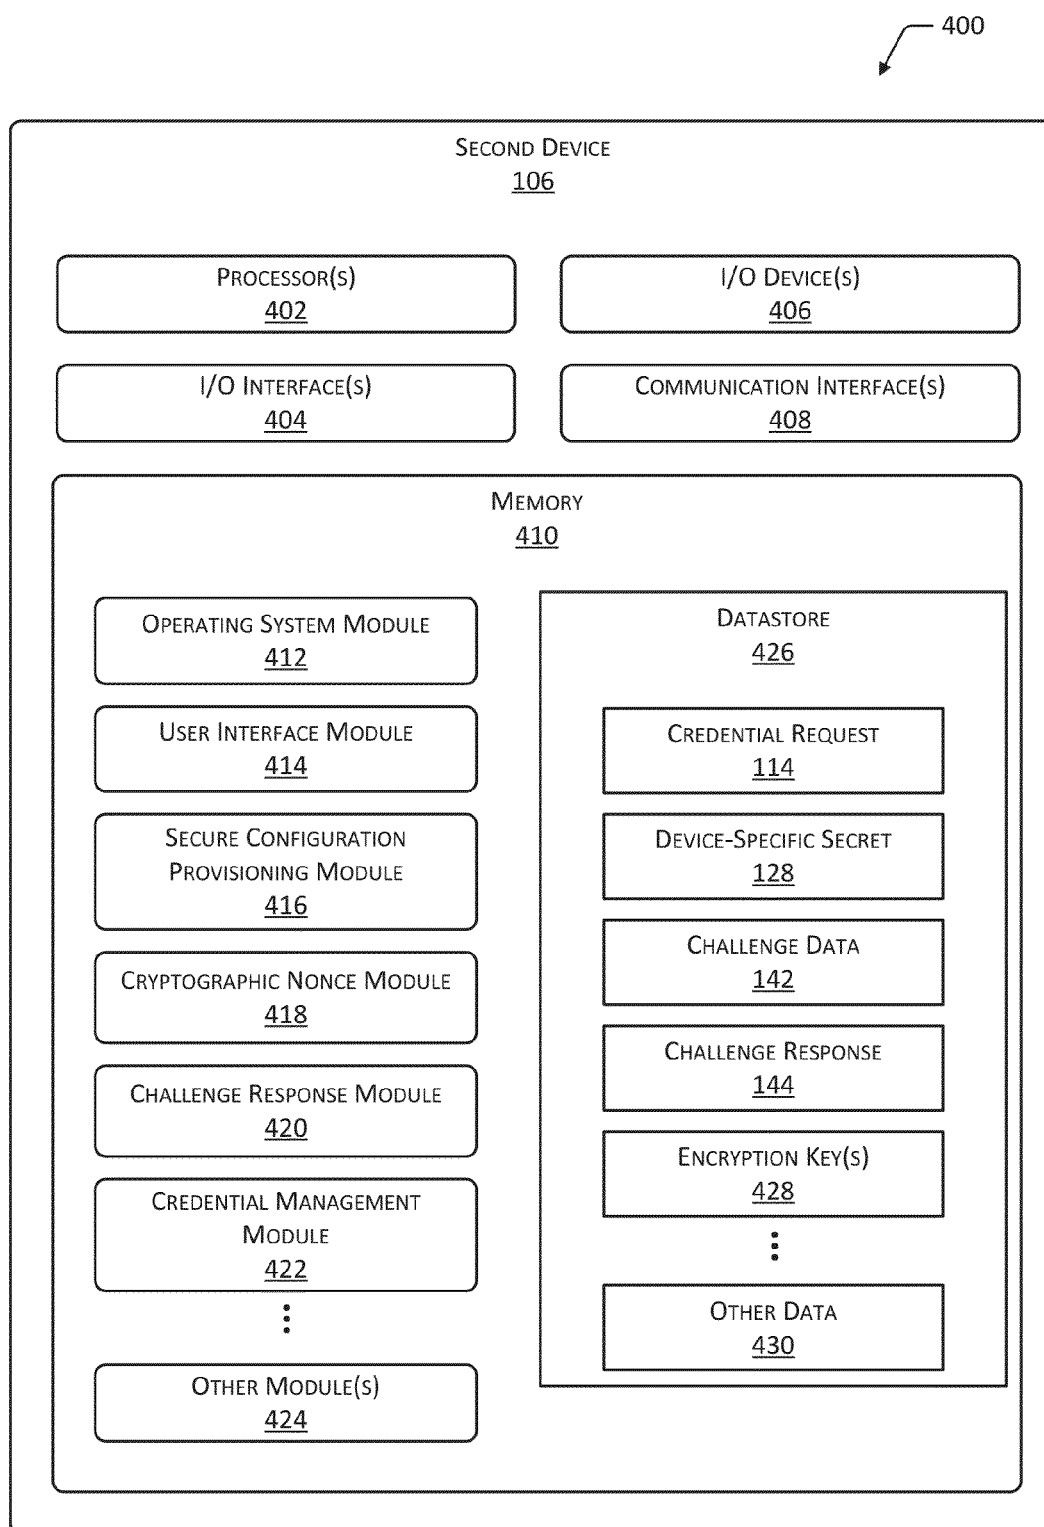 400
SECOND DEVICE
106
PROCESSOR(S)
402
I/O DEVICE(S)
406
I/O INTERFACE(S)
404
COMMUNICATION INTERFACE(S)
408
MEMORY
410
OPERATING SYSTEM MODULE
412
USER INTERFACE MODULE
414
SECURE CONFIGURATION
PROVISIONING MODULE
416
CRYPTOGRAPHIC NONCE MODULE
418
CHALLENGE RESPONSE MODULE
420
CREDENTIAL MANAGEMENT
MODULE
422
OTHER MODULE(S)
424
DATASTORE
426
CREDENTIAL REQUEST
114
DEVICE-SPECIFIC SECRET
128
CHALLENGE DATA
142
CHALLENGE RESPONSE
144
ENCRYPTION KEY(S)
428
OTHER DATA
430